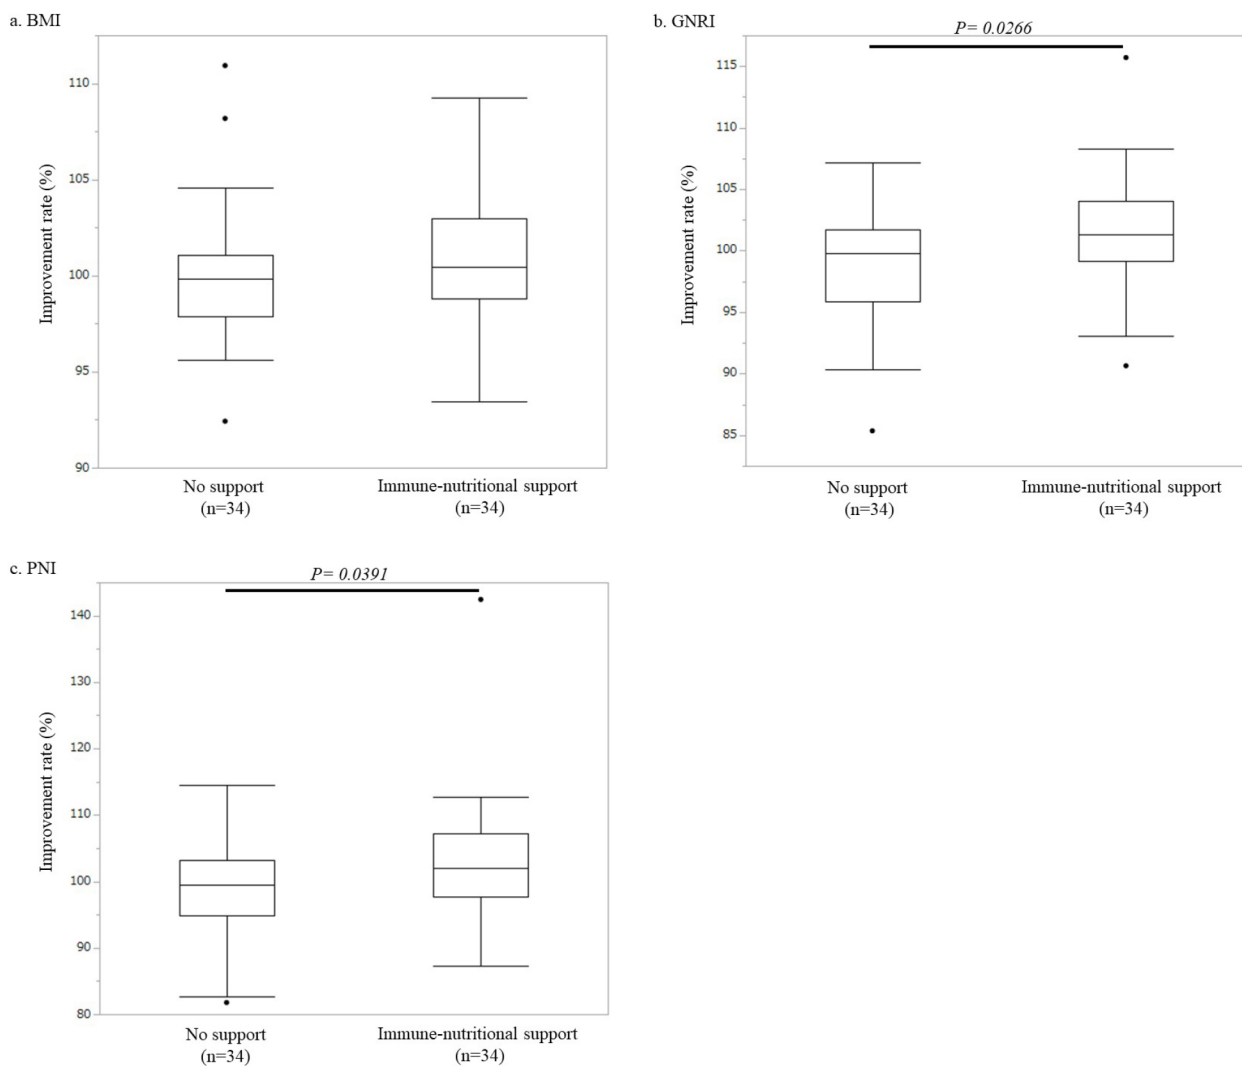 a. BMI
Improvement rate (%)
110
105
100
95
90
No support
(n=34)
Immune-nutritional support
(n=34)
b. GNRI
P= 0.0266
Improvement rate (%)
115
110
105
100
95
90
85
No support
(n=34)
Immune-nutritional support
(n=34)
c. PNI
P= 0.0391
Improvement rate (%)
140
130
120
110
100
90
80
No support
(n=34)
Immune-nutritional support
(n=34)